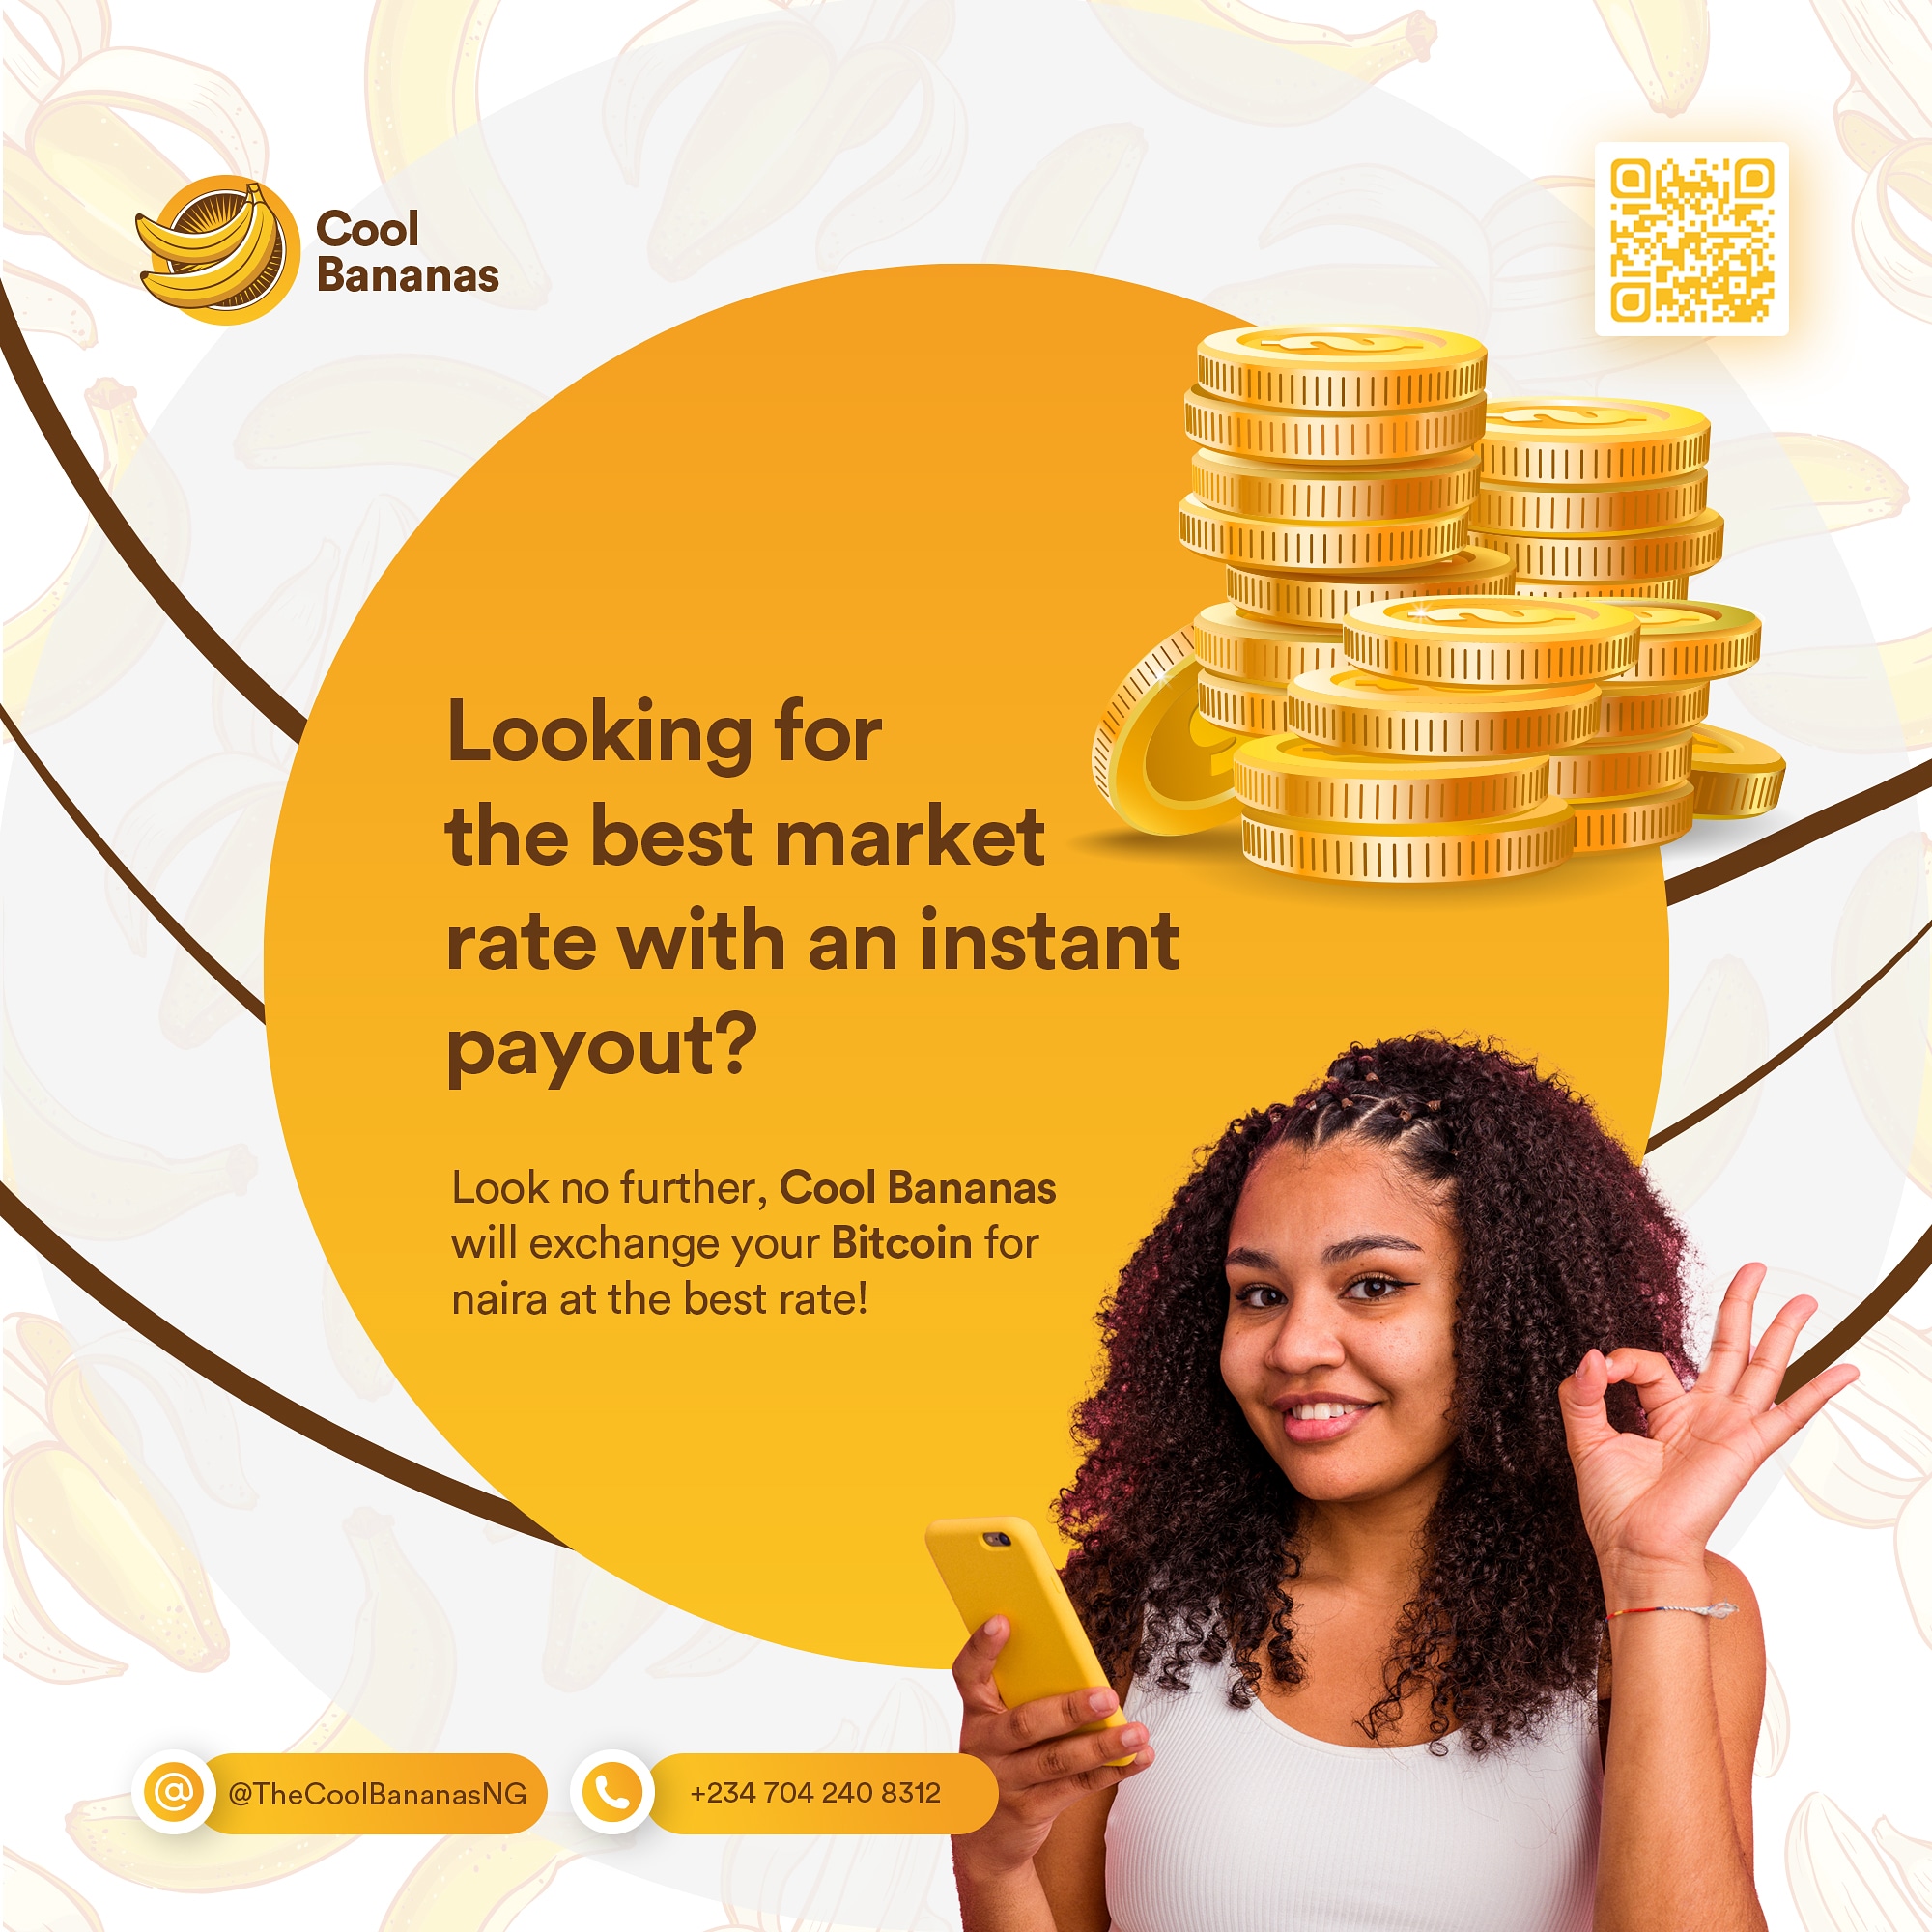 Cool
Bananas
Looking for
the best market
rate with an instant
payout?
Look no further, Cool Bananas
will exchange your Bitcoin for
naira at the best rate!
@TheCoolBananasNG
+234 704 240 8312